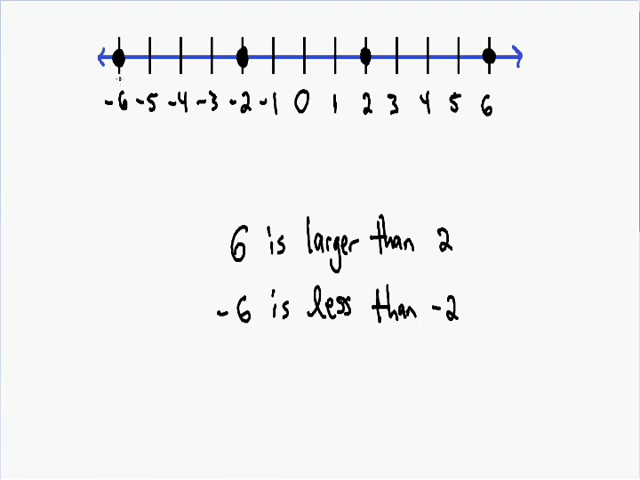 -6 -5 -4 -3 -2 -1 0 1 2 3 4 5 6
6 is larger than 2
-6 is less than -2